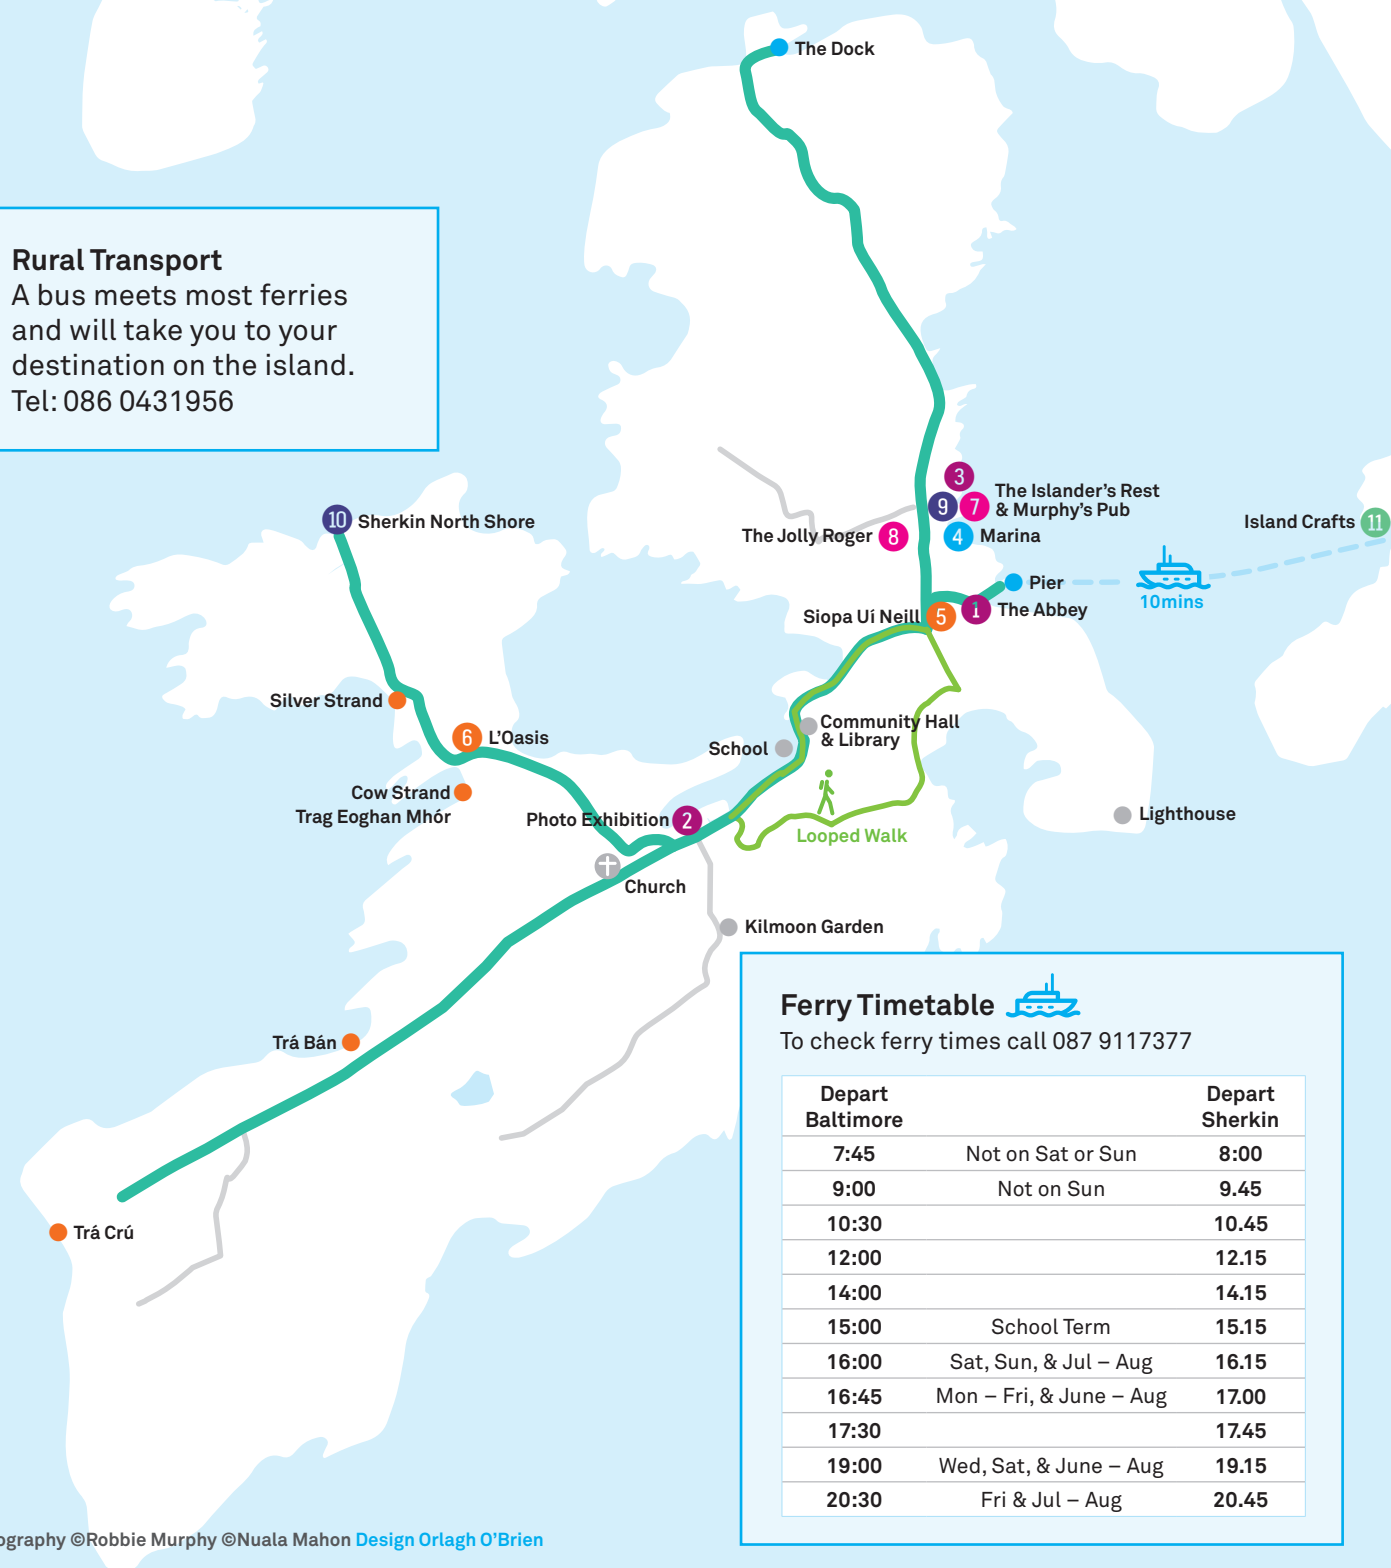 The Dock
Rural Transport
A bus meets most ferries
and will take you to your
destination on the island.
Tel: 086 0431956
3
9
7
The Islander's Rest
& Murphy's Pub
10
Sherkin North Shore
The Jolly Roger
8
4
Marina
Island Crafts
11
Pier
10mins
Siopa Uí Neill
5
1
The Abbey
Silver Strand
6
L'Oasis
Community Hall
& Library
School
Cow Strand
Trag Eoghan Mhór
Photo Exhibition
2
Looped Walk
Lighthouse
Church
Kilmoon Garden
Trá Bán
Trá Crú
Ferry Timetable
To check ferry times call 087 9117377
Depart
Baltimore
Depart
Sherkin
7:45 Not on Sat or Sun 8:00
9:00 Not on Sun 9.45
10:30 10.45
12:00 12.15
14:00 14.15
15:00 School Term 15.15
16:00 Sat, Sun, & Jul – Aug 16.15
16:45 Mon – Fri, & June – Aug 17.00
17:30 17.45
19:00 Wed, Sat, & June – Aug 19.15
20:30 Fri & Jul – Aug 20.45
ography ©Robbie Murphy ©Nuala Mahon Design Orlagh O'Brien